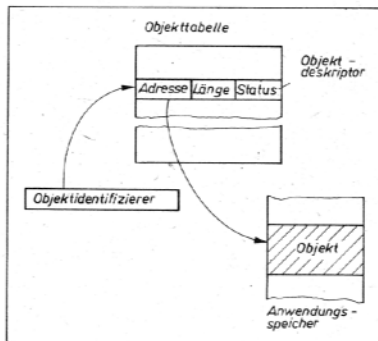 Objekttabelle
Objekt-
deskriptor
Adresse Länge Status
Objektidentifizierer
Objekt
Anwendungs-
speicher